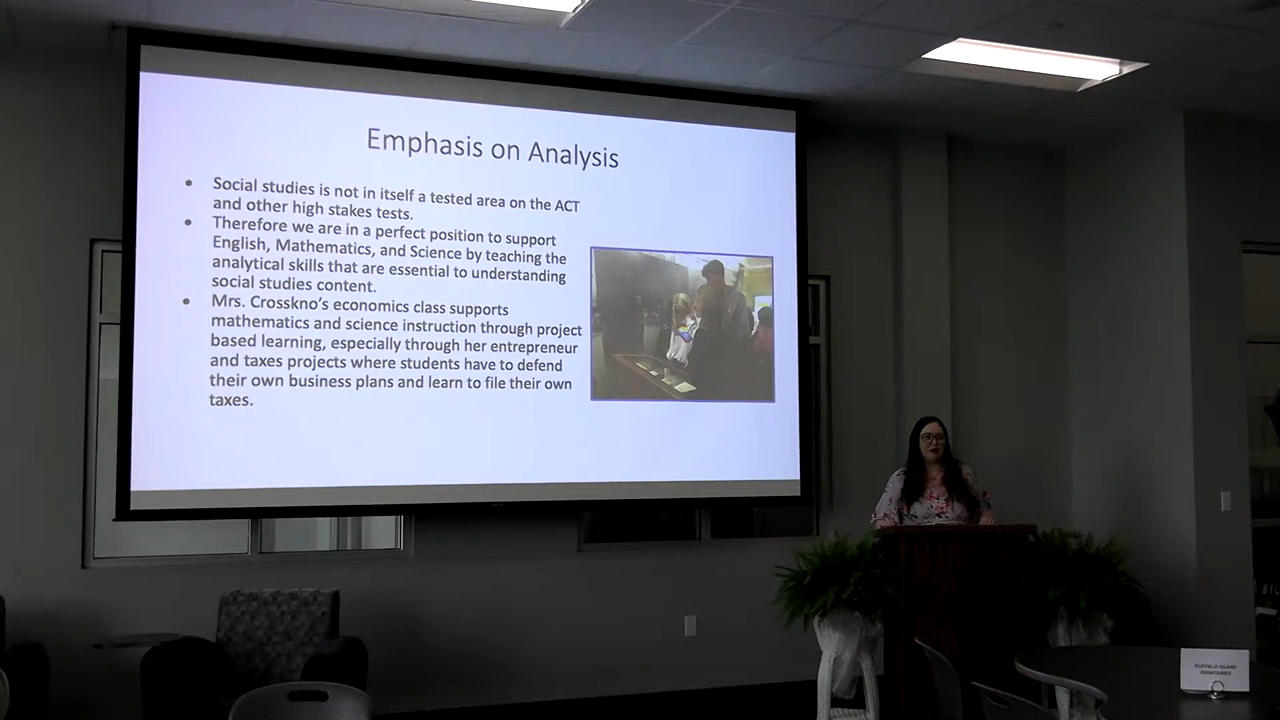 Emphasis on Analysis
• Social studies is not in itself a tested area on the ACT
and other high stakes tests.
• Therefore we are in a perfect position to support
English, Mathematics, and Science by teaching the
analytical skills that are essential to understanding
social studies content.
• Mrs. Crosskno's economics class supports
mathematics and science instruction through project
based learning, especially through her entrepreneur
and taxes projects where students have to defend
their own business plans and learn to file their own
taxes.
BUFFALO ISLAND
DIGNITARIES